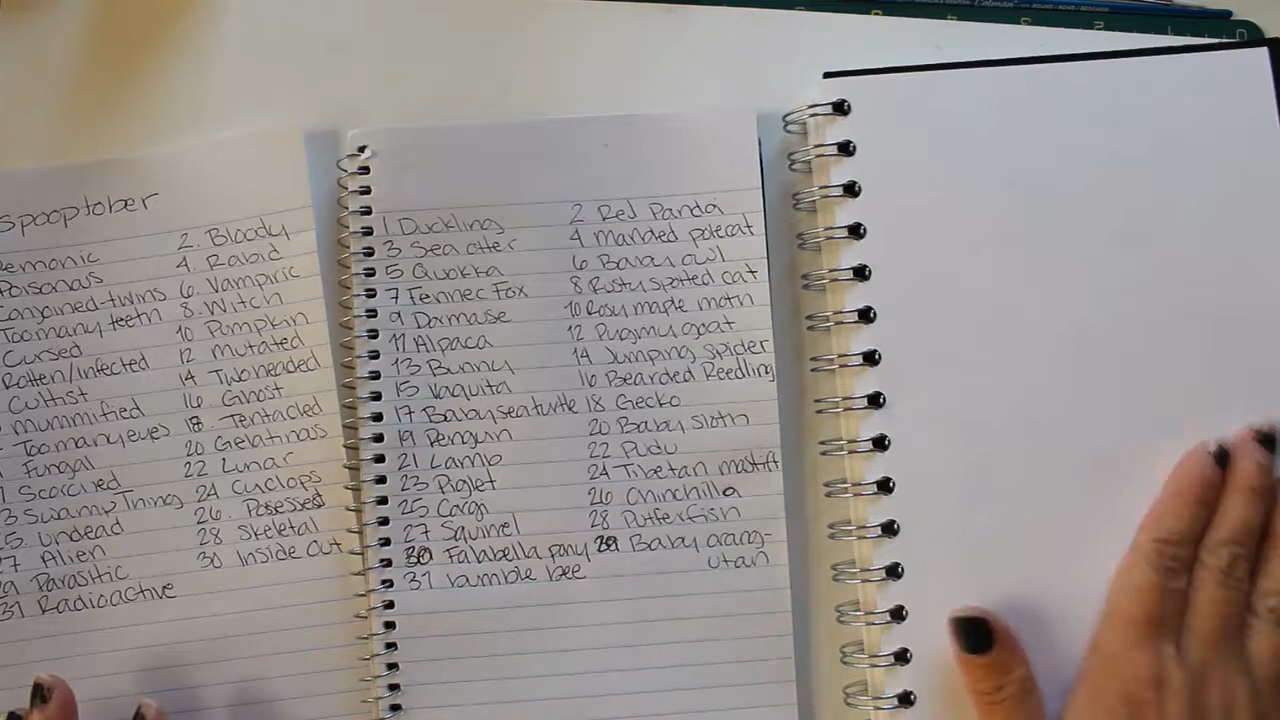 Spooptober
emonic 2. Bloody
Poisonous 4. Rabid
Conjoined-twins 6. Vampiric
Too many teeth 8. Witch
Cursed 10 Pumpkin
Rotten/Infected 12 Mutated
Cultist 14 Two headed
mummified 16. Ghost
Too many eyes 18. Tentacled
Fungal 20 Gelatinous
Scorched 22 Lunar
3 Swamp Thing 24 Cyclops
25. Undead 26. Posessed
27 Alien 28 Skeletal
29 Parasitic 30 Inside Out
31 Radioactive
1. Duckling 2 Red Panda
3 Sea otter 4 marbled polecat
5 Quokka 6 Baby owl
7 Fennec Fox 8 Rusty spotted cat
9 Dormouse 10 Rosy maple moth
11 Alpaca 12 Pygmy goat
13 Bunny 14 Jumping spider
15 Vaquita 16 Bearded Reedling
17 Baby sea turtle 18 Gecko
19 Penguin 20 Baby sloth
21 Lamb 22 Pudu
23 Piglet 24 Tibetan mastiff
25 Corgi 26 Chinchilla
27 Squirrel 28 Pufferfish
30 Falabella pony 29 Baby orang-
31 bumble bee utan